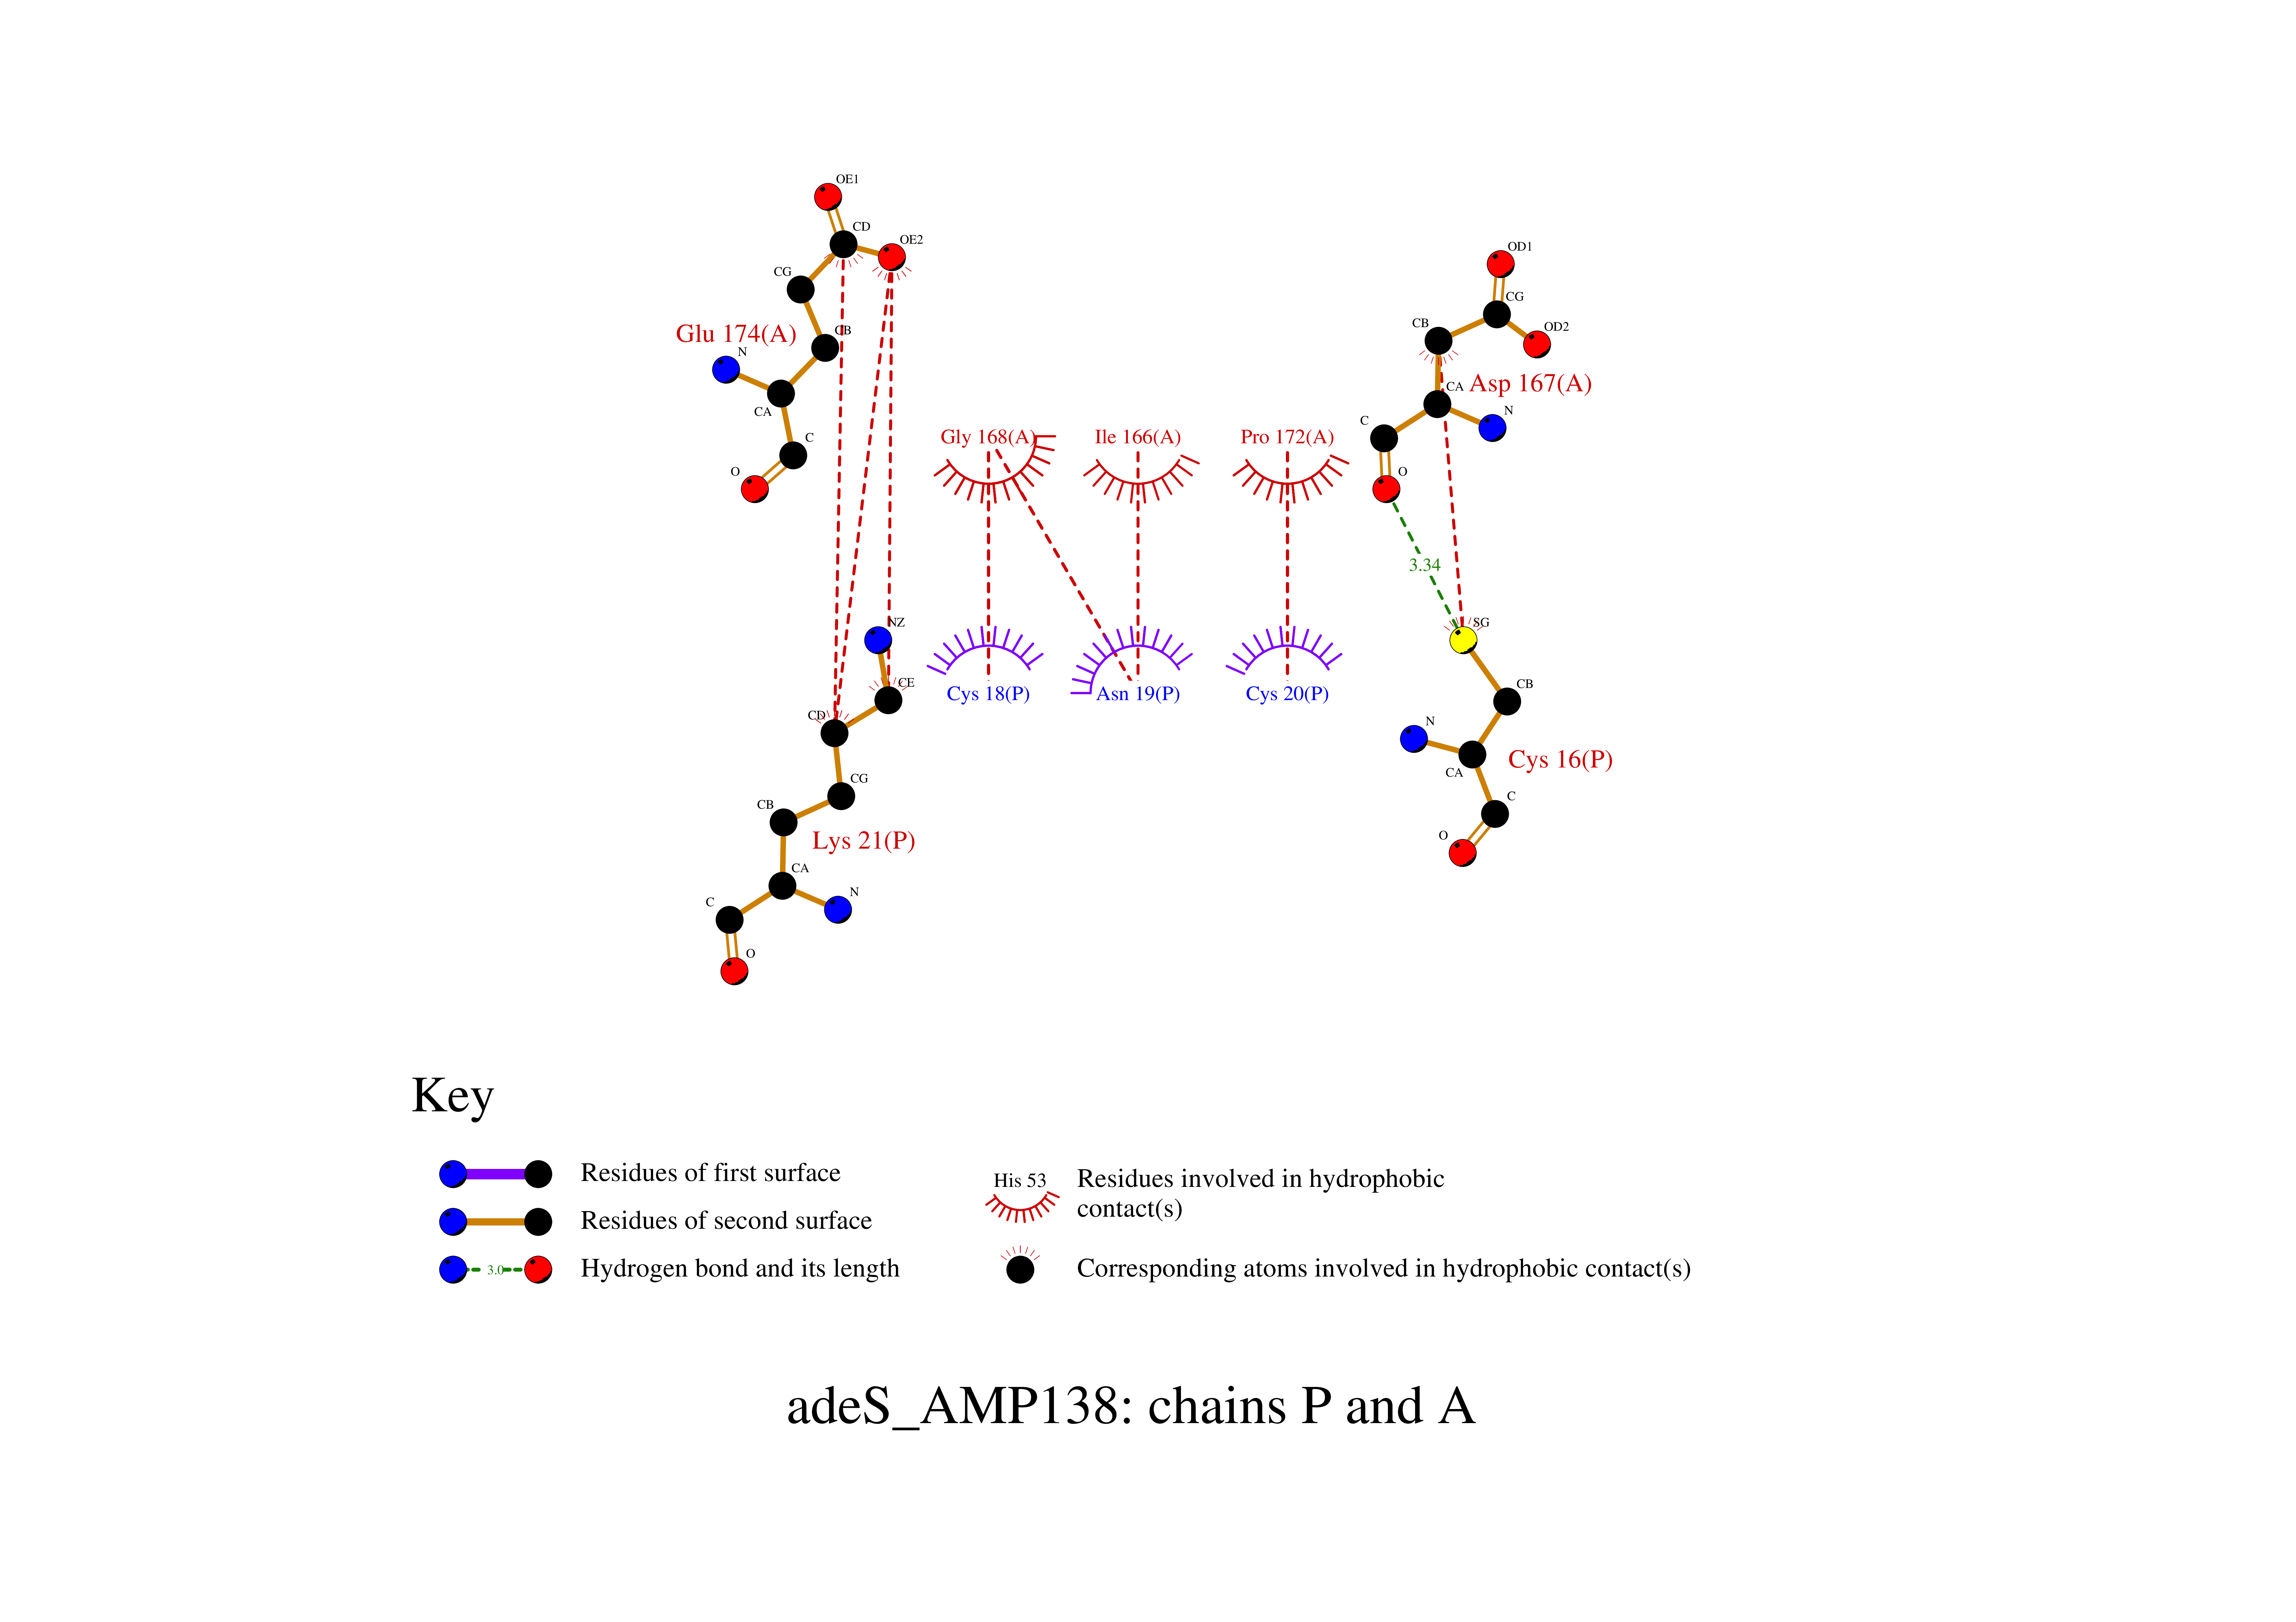 OE1
CD
OE2
CG
CB
Glu 174(A)
N
CA
C
O
OD1
CG
OD2
CB
CA
Asp 167(A)
N
C
O
Gly 168(A)
Ile 166(A)
Pro 172(A)
3.34
NZ
CE
CD
CG
CB
Lys 21(P)
CA
N
C
O
Cys 18(P)
Asn 19(P)
Cys 20(P)
SG
CB
N
CA
Cys 16(P)
C
O
Key
Residues of first surface
Residues of second surface
3.0
Hydrogen bond and its length
His 53
Residues involved in hydrophobic
contact(s)
Corresponding atoms involved in hydrophobic contact(s)
adeS_AMP138: chains P and A